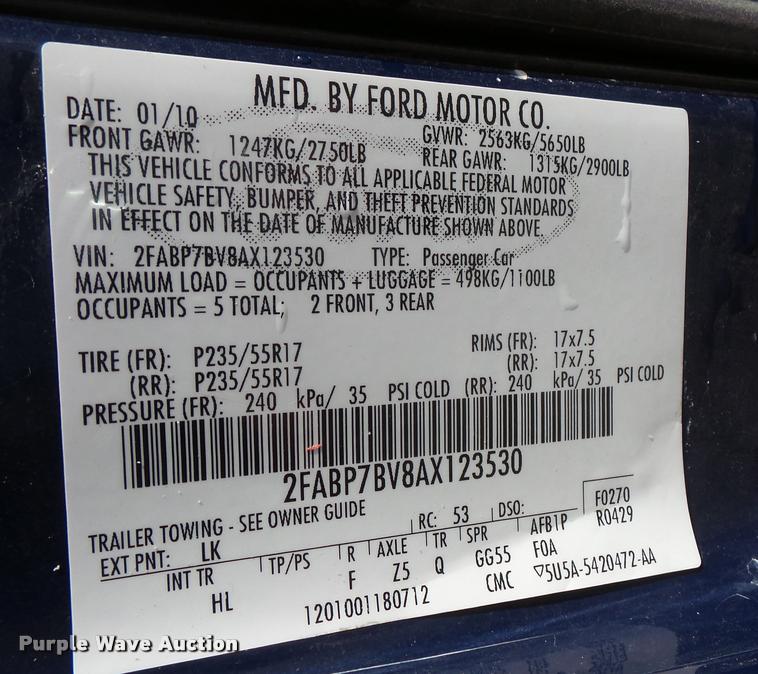 MFD. BY FORD MOTOR CO.
DATE: 01/10 GVWR: 2563KG/5650LB
FRONT GAWR: 1247KG/2750LB REAR GAWR: 1315KG/2900LB
THIS VEHICLE CONFORMS TO ALL APPLICABLE FEDERAL MOTOR
VEHICLE SAFETY, BUMPER, AND THEFT PREVENTION STANDARDS
IN EFFECT ON THE DATE OF MANUFACTURE SHOWN ABOVE.
VIN: 2FABP7BV8AX123530 TYPE: Passenger Car
MAXIMUM LOAD = OCCUPANTS + LUGGAGE = 498KG/1100LB
OCCUPANTS = 5 TOTAL; 2 FRONT, 3 REAR
TIRE (FR): P235/55R17 RIMS (FR): 17x7.5
(RR): P235/55R17 (RR): 17x7.5
PRESSURE (FR): 240 kPa/ 35 PSI COLD (RR): 240 kPa/ 35 PSI COLD
2FABP7BV8AX123530
TRAILER TOWING - SEE OWNER GUIDE RC: 53 DSO: F0270
EXT PNT: LK TP/PS R AXLE TR SPR AFB1P R0429
INT TR F Z5 Q GG55 F0A
HL 1201001180712 CMC ▽5U5A-5420472-AA
Purple Wave Auction